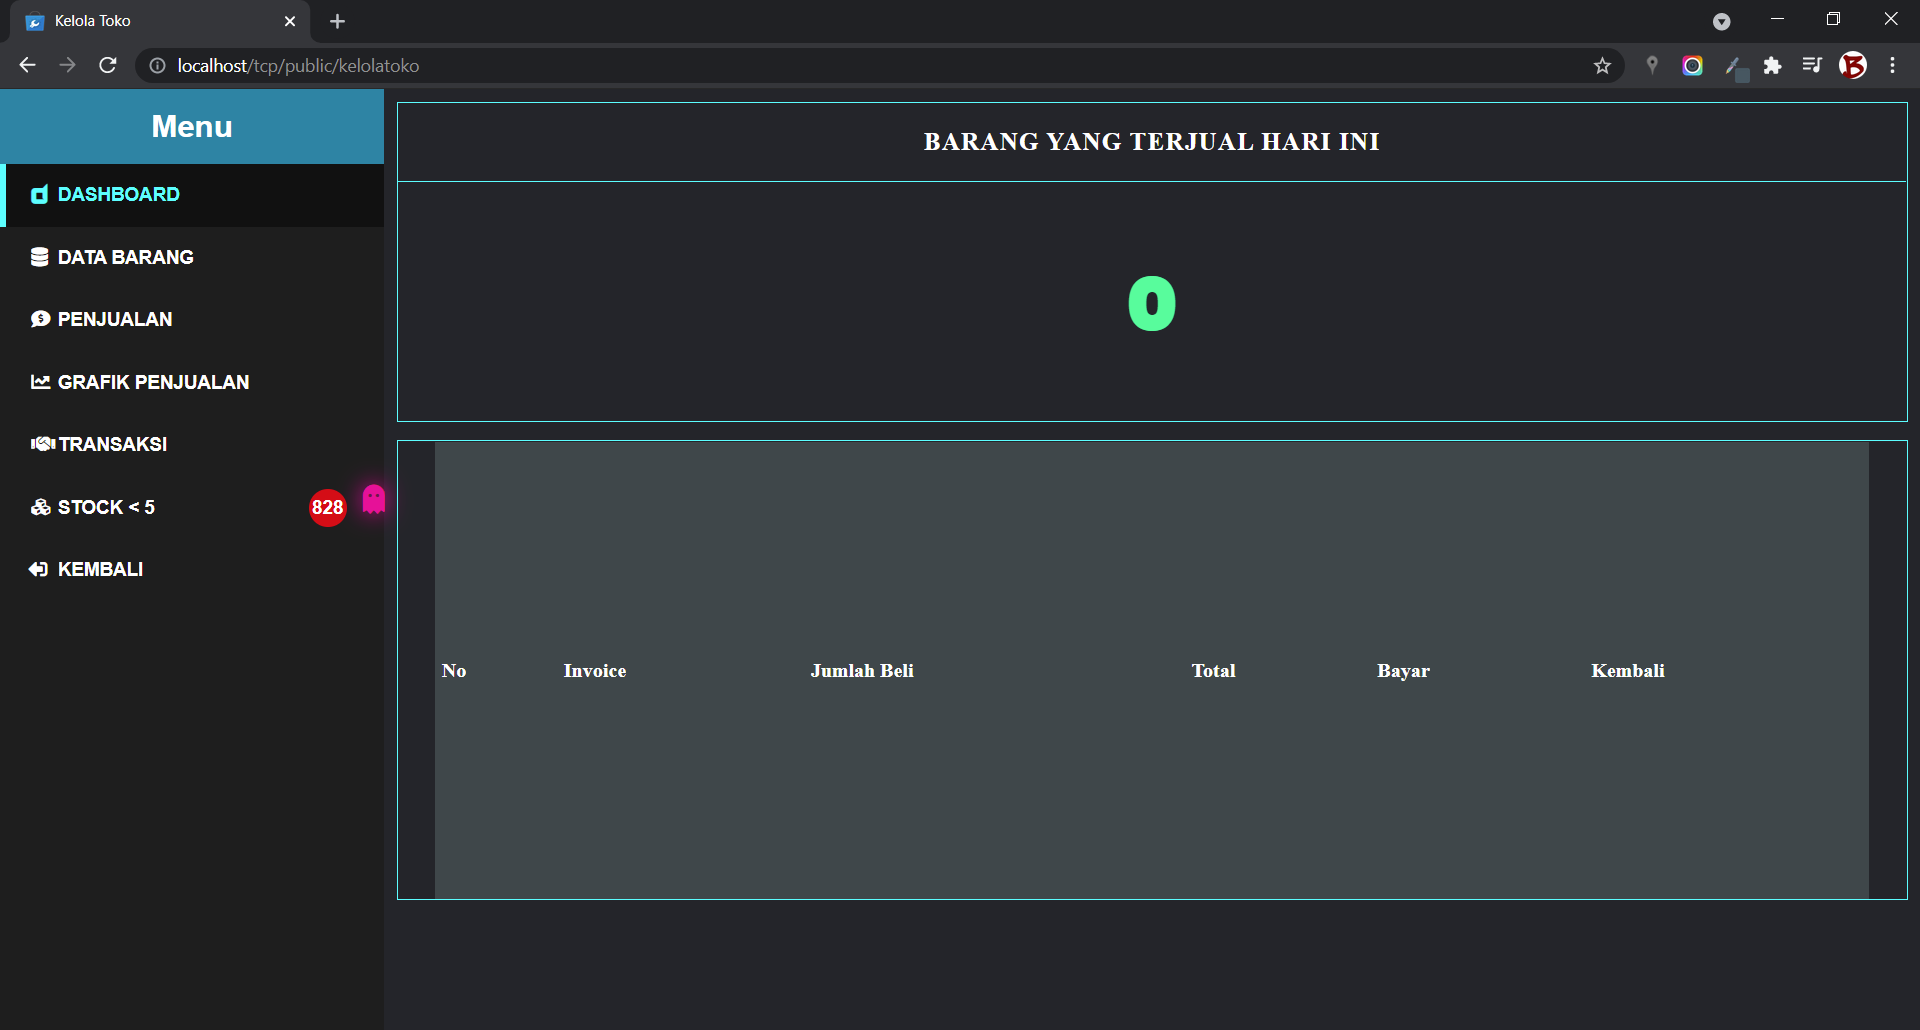 Kelola Toko
localhost/tcp/public/kelolatoko
Menu
DASHBOARD
DATA BARANG
PENJUALAN
GRAFIK PENJUALAN
TRANSAKSI
STOCK < 5 828
KEMBALI
BARANG YANG TERJUAL HARI INI
0
No Invoice Jumlah Beli Total Bayar Kembali